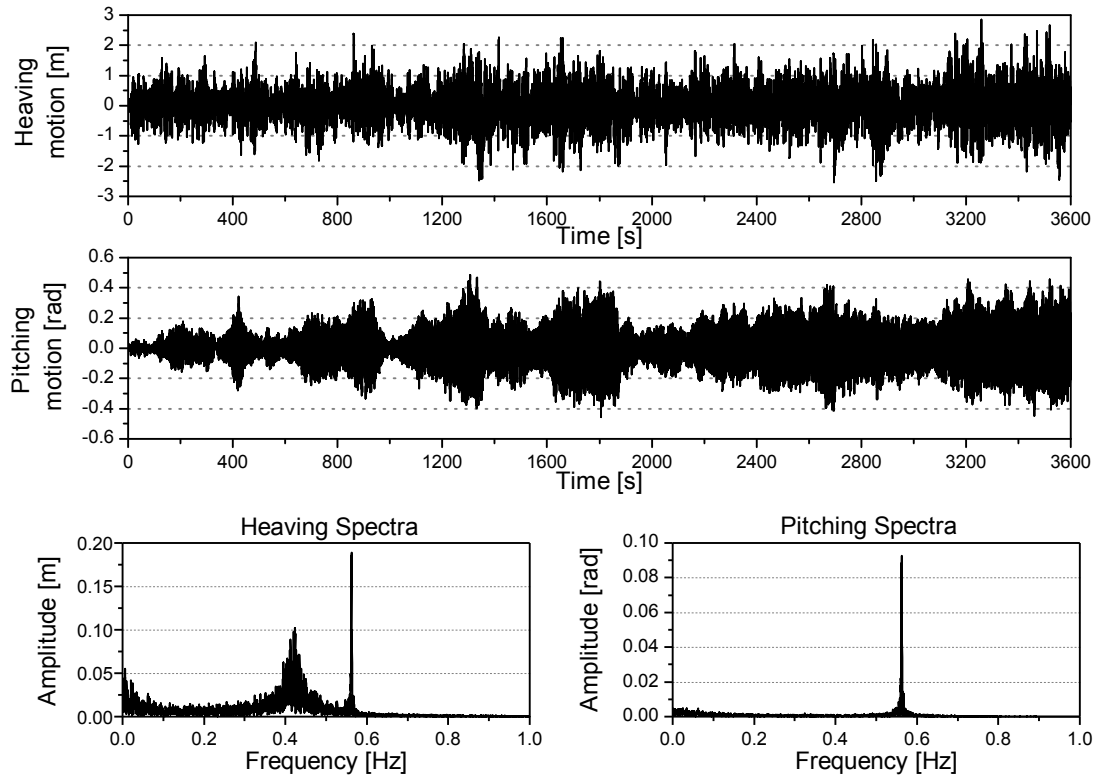 Heaving
motion [m]
3
2
1
0
-1
-2
-3
0 400 800 1200 1600 2000 2400 2800 3200 3600
Time [s]
Pitching
motion [rad]
0.6
0.4
0.2
0.0
-0.2
-0.4
-0.6
0 400 800 1200 1600 2000 2400 2800 3200 3600
Time [s]
Heaving Spectra
Amplitude [m]
0.20
0.15
0.10
0.05
0.00
0.0 0.2 0.4 0.6 0.8 1.0
Frequency [Hz]
Pitching Spectra
Amplitude [rad]
0.10
0.08
0.06
0.04
0.02
0.00
0.0 0.2 0.4 0.6 0.8 1.0
Frequency [Hz]